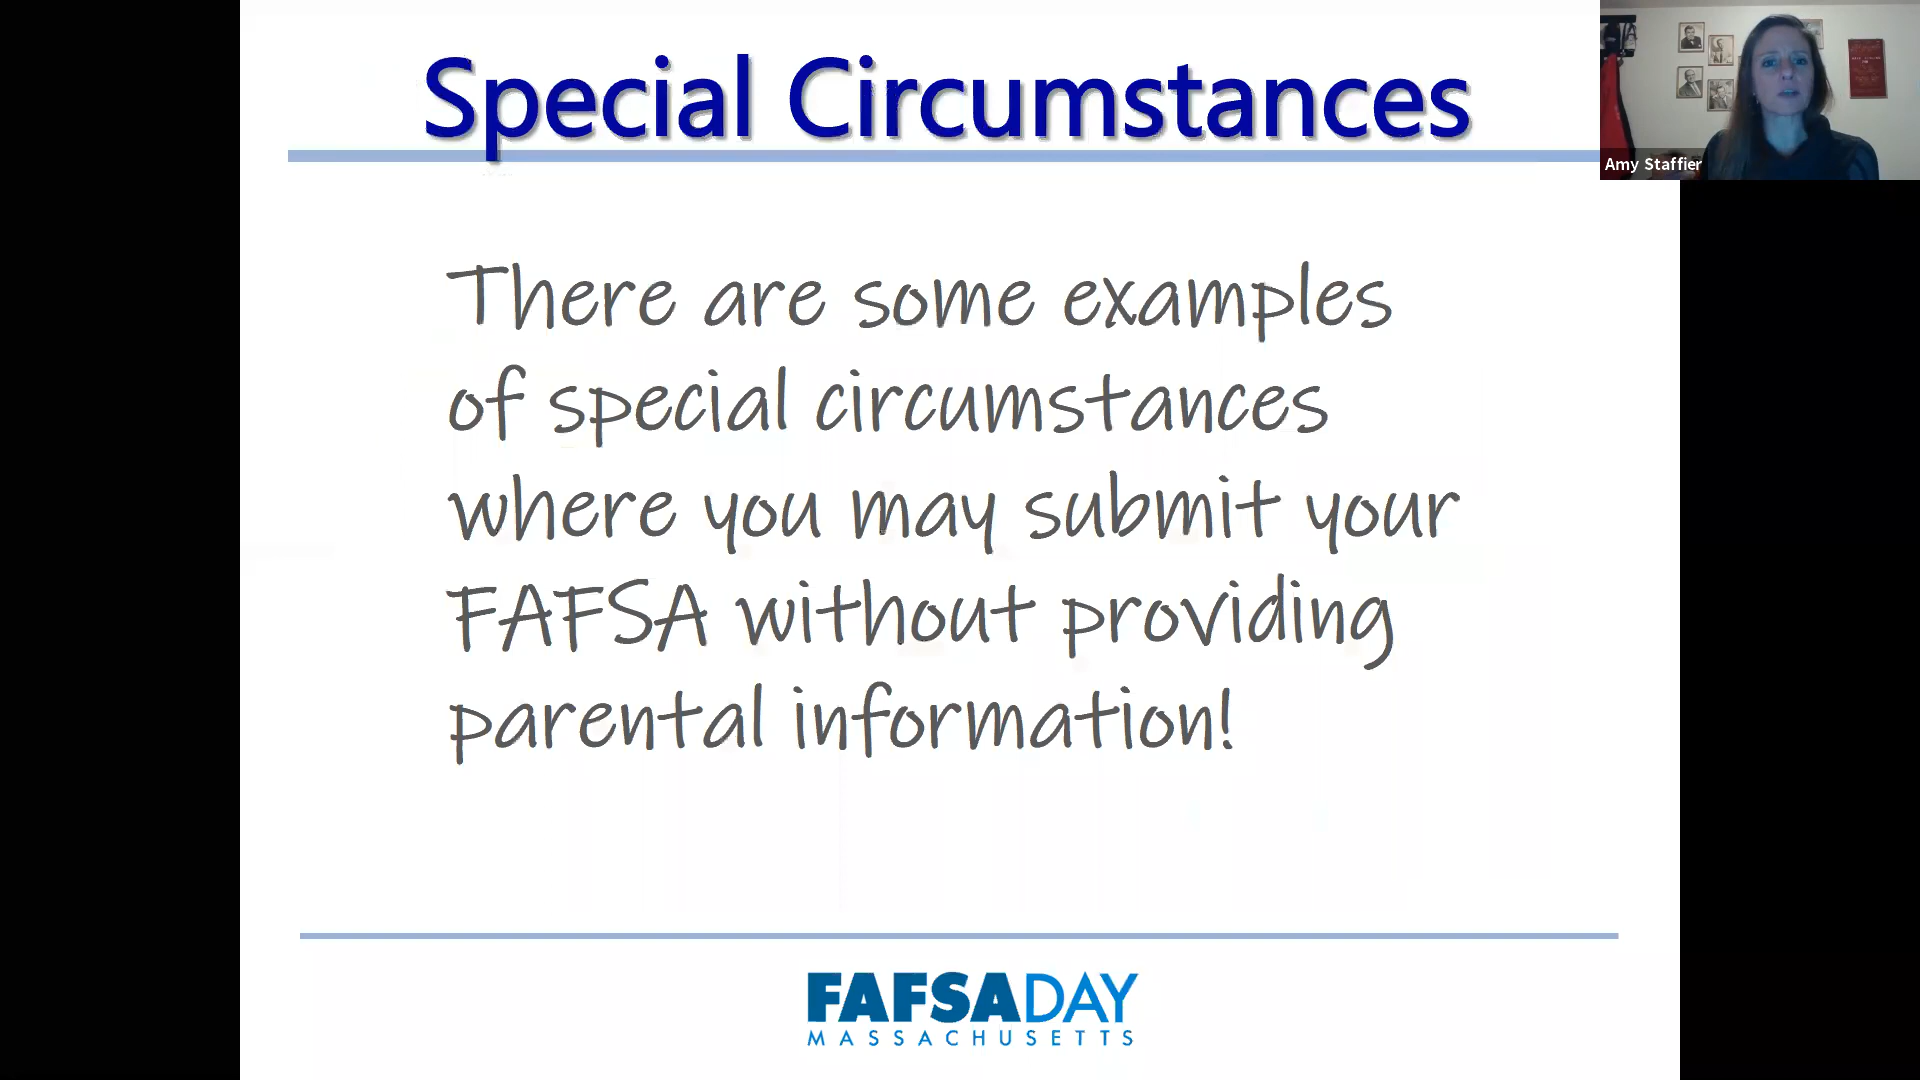 Special Circumstances
Amy Staffier
There are some examples
of special circumstances
where you may submit your
FAFSA without providing
parental information!
FAFSADAY
MASSACHUSETTS